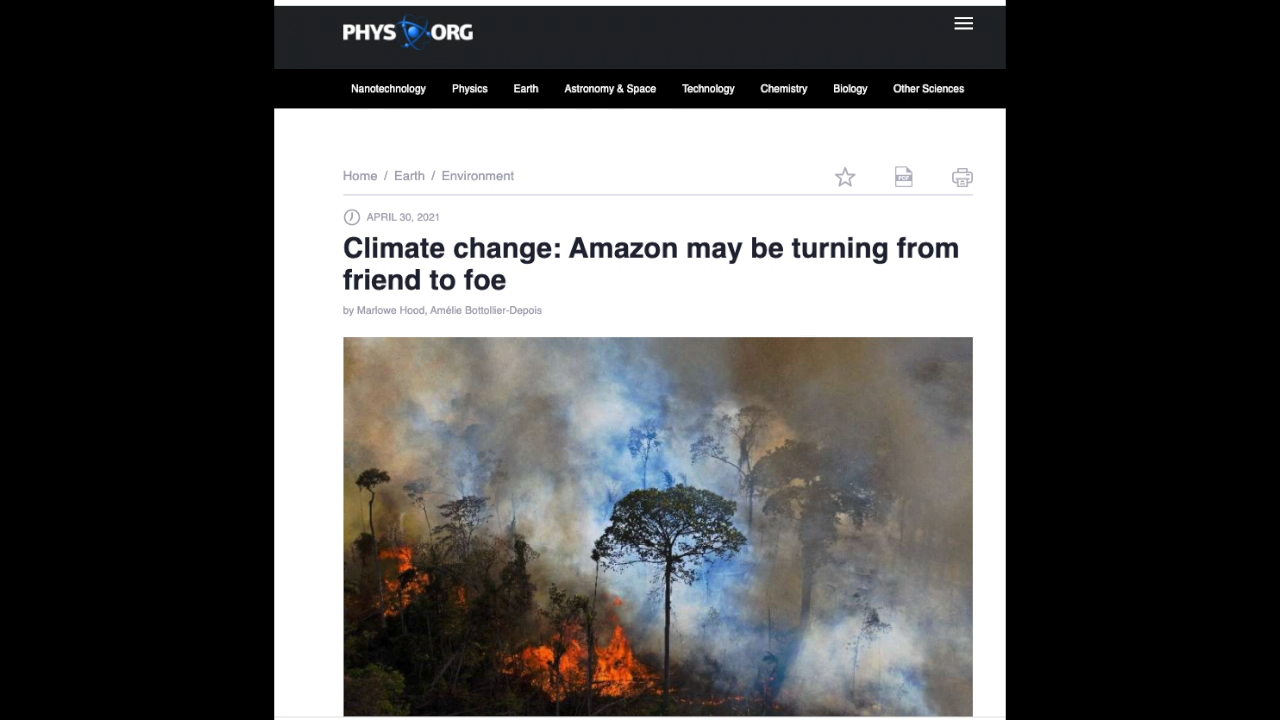 PHYS ORG
Nanotechnology Physics Earth Astronomy & Space Technology Chemistry Biology Other Sciences
Home / Earth / Environment
PDF
APRIL 30, 2021
Climate change: Amazon may be turning from
friend to foe
by Marlowe Hood, Amélie Bottollier-Depois